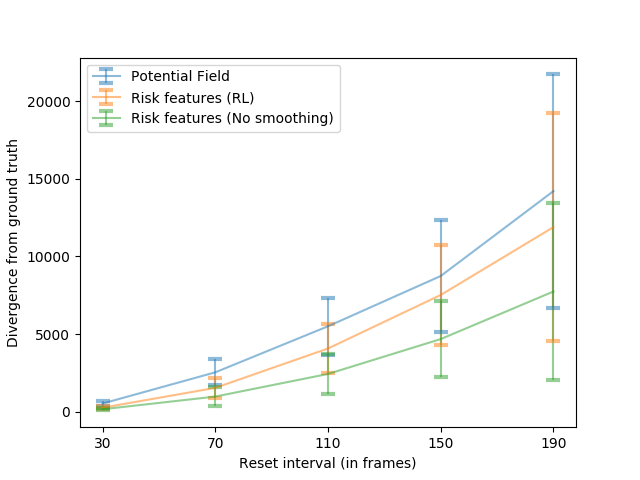 Potential Field
Risk features (RL)
Risk features (No smoothing)
Divergence from ground truth
20000
15000
10000
5000
0
30 70 110 150 190
Reset interval (in frames)